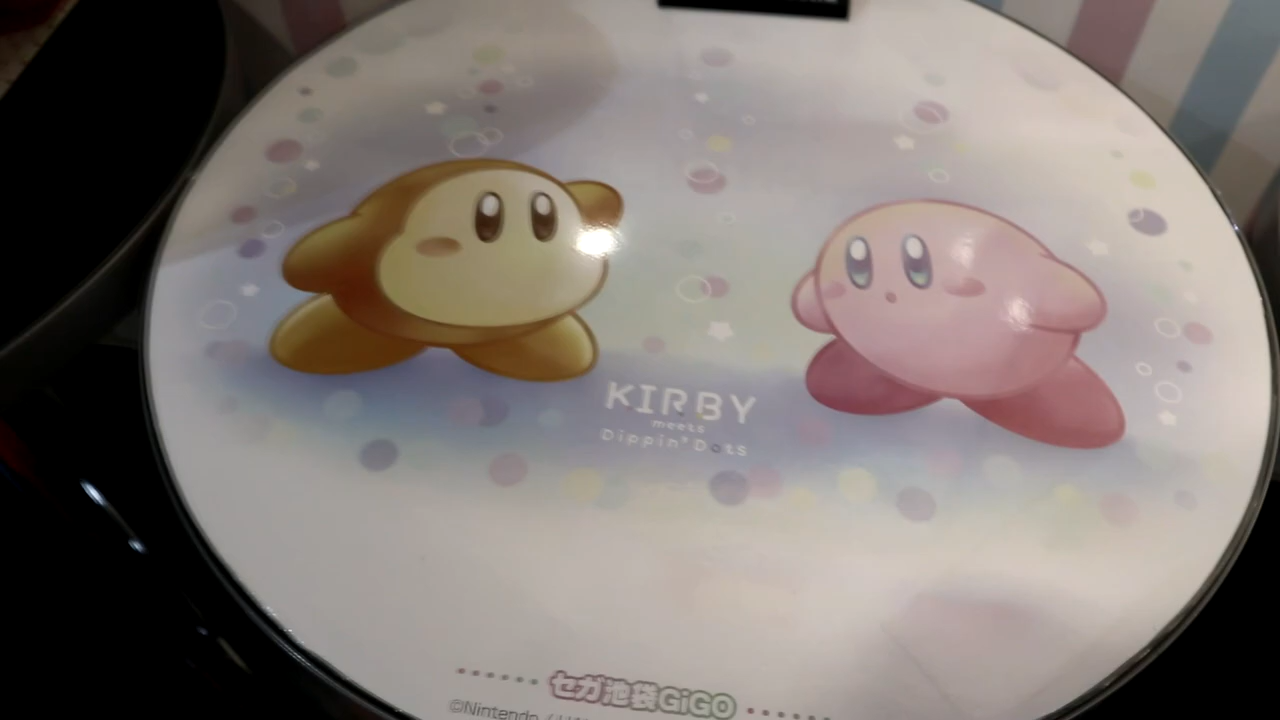 KIRBY
meets
Dippin' Dots
セガ池袋GiGO
©Nintendo